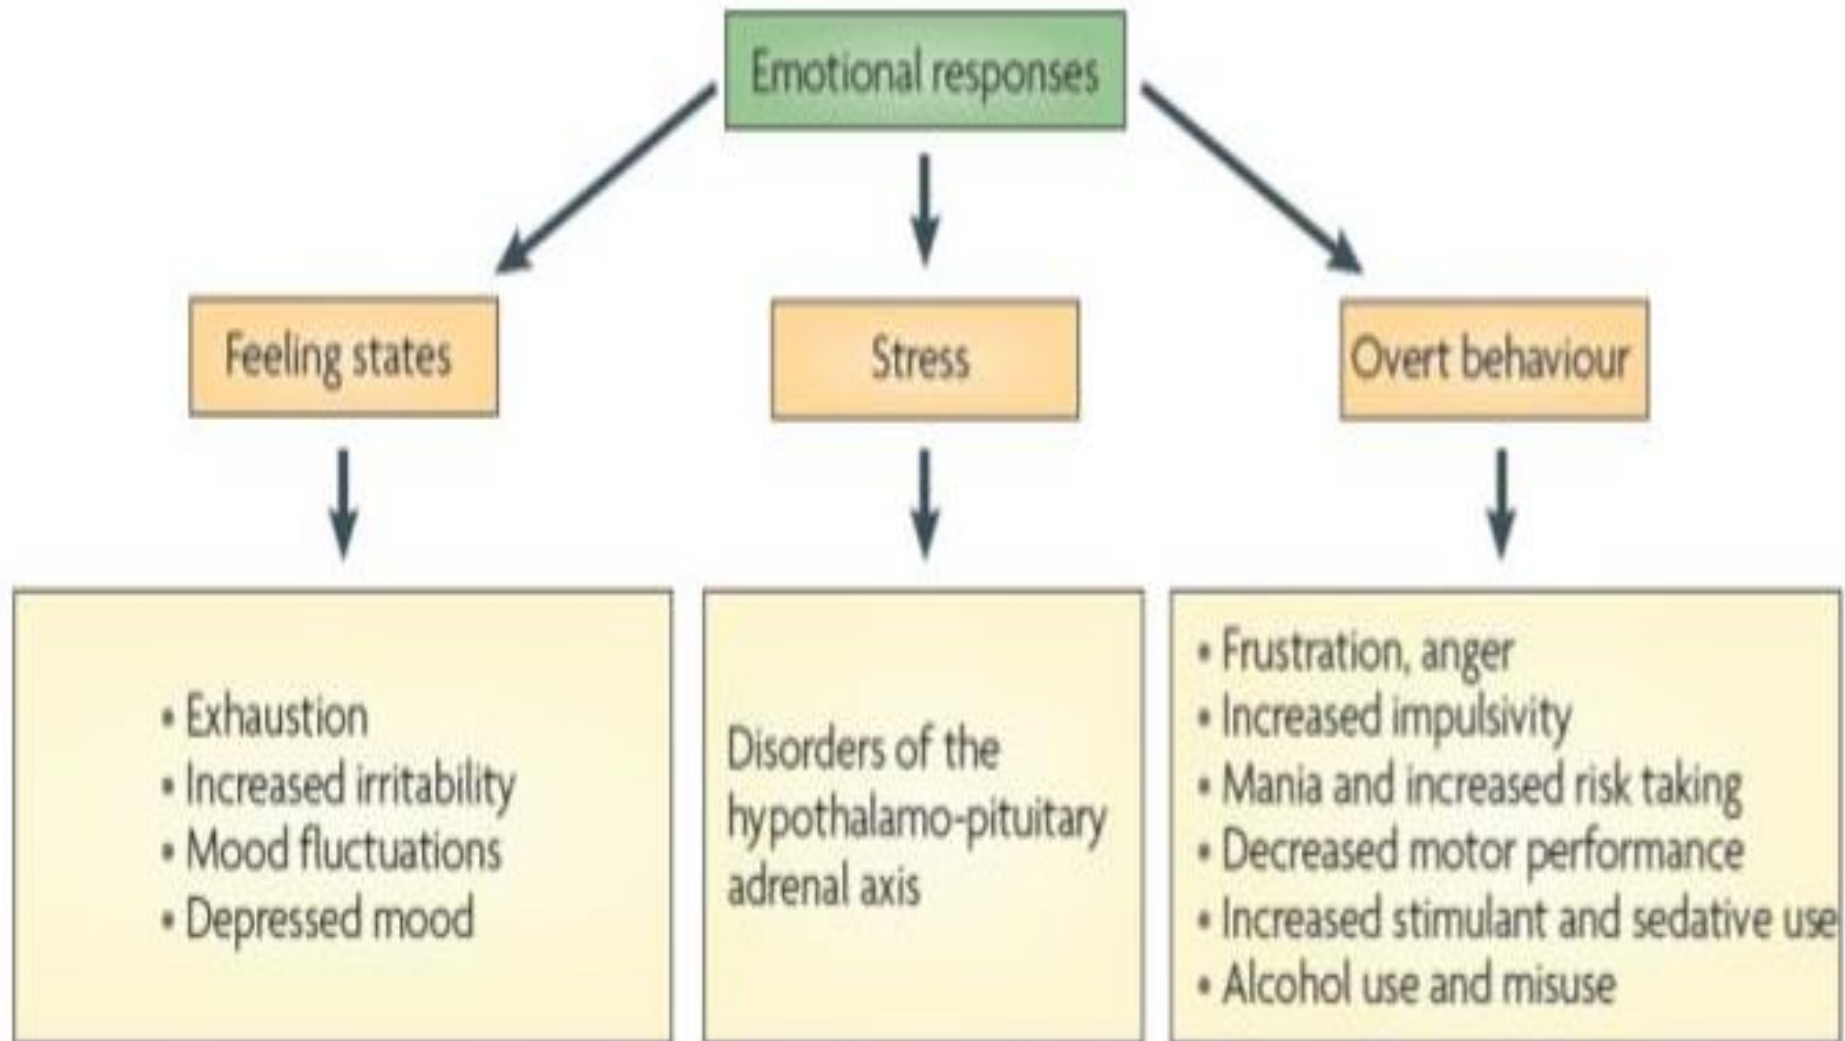 Emotional responses
Feeling states
Stress
Overt behaviour
• Exhaustion
• Increased irritability
• Mood fluctuations
• Depressed mood
Disorders of the
hypothalamo-pituitary
adrenal axis
• Frustration, anger
• Increased impulsivity
• Mania and increased risk taking
• Decreased motor performance
• Increased stimulant and sedative use
• Alcohol use and misuse